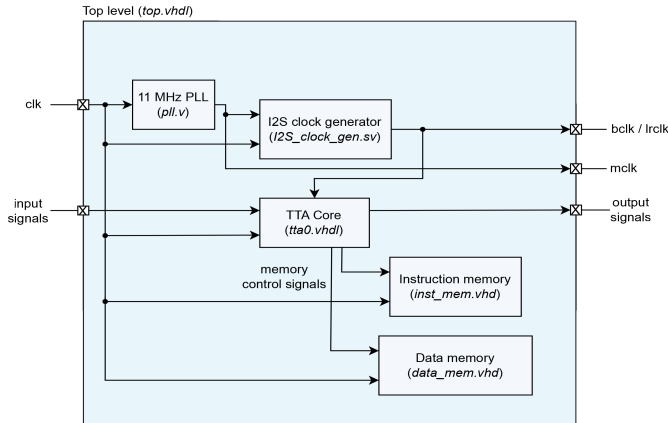 Top level (top.vhdl)
clk
11 MHz PLL
(pll.v)
I2S clock generator
(I2S_clock_gen.sv)
bclk / lrclk
mclk
input
signals
TTA Core
(tta0.vhdl)
output
signals
memory
control signals
Instruction memory
(inst_mem.vhd)
Data memory
(data_mem.vhd)